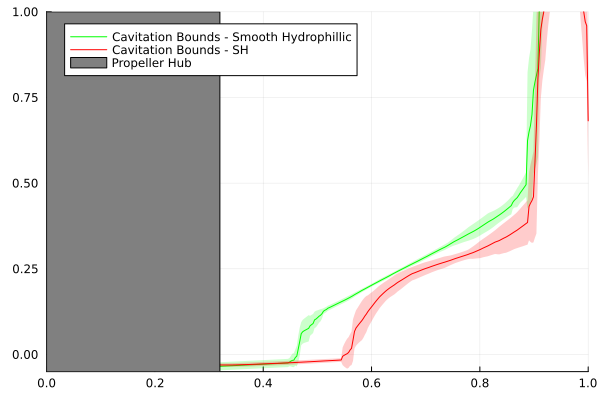 1.00
Cavitation Bounds - Smooth Hydrophillic
Cavitation Bounds - SH
Propeller Hub
0.75
0.50
0.25
0.00
0.0 0.2 0.4 0.6 0.8 1.0